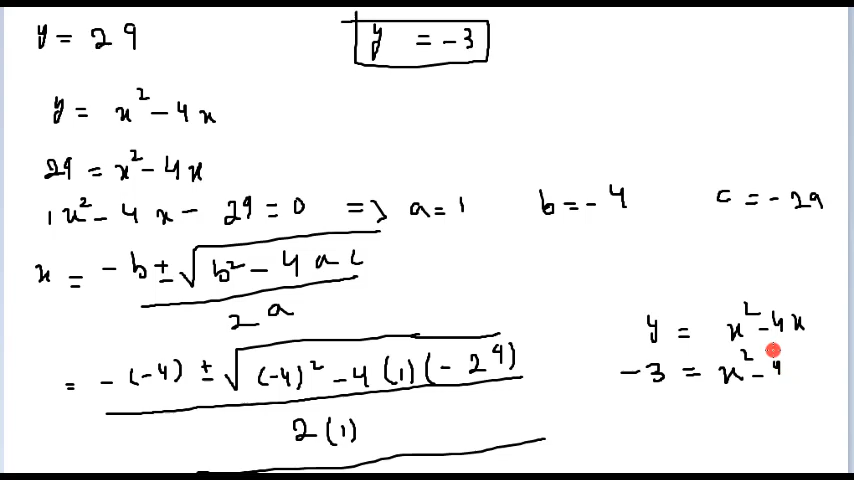 y = 29    y = -3
y = x² - 4x
29 = x² - 4x
1x² - 4x - 29 = 0 => a = 1    b = -4    c = -29
x = (-b ± √(b² - 4ac)) / 2a
y = x² - 4x
= (-(-4) ± √((-4)² - 4(1)(-29))) / 2(1)    -3 = x² - 4